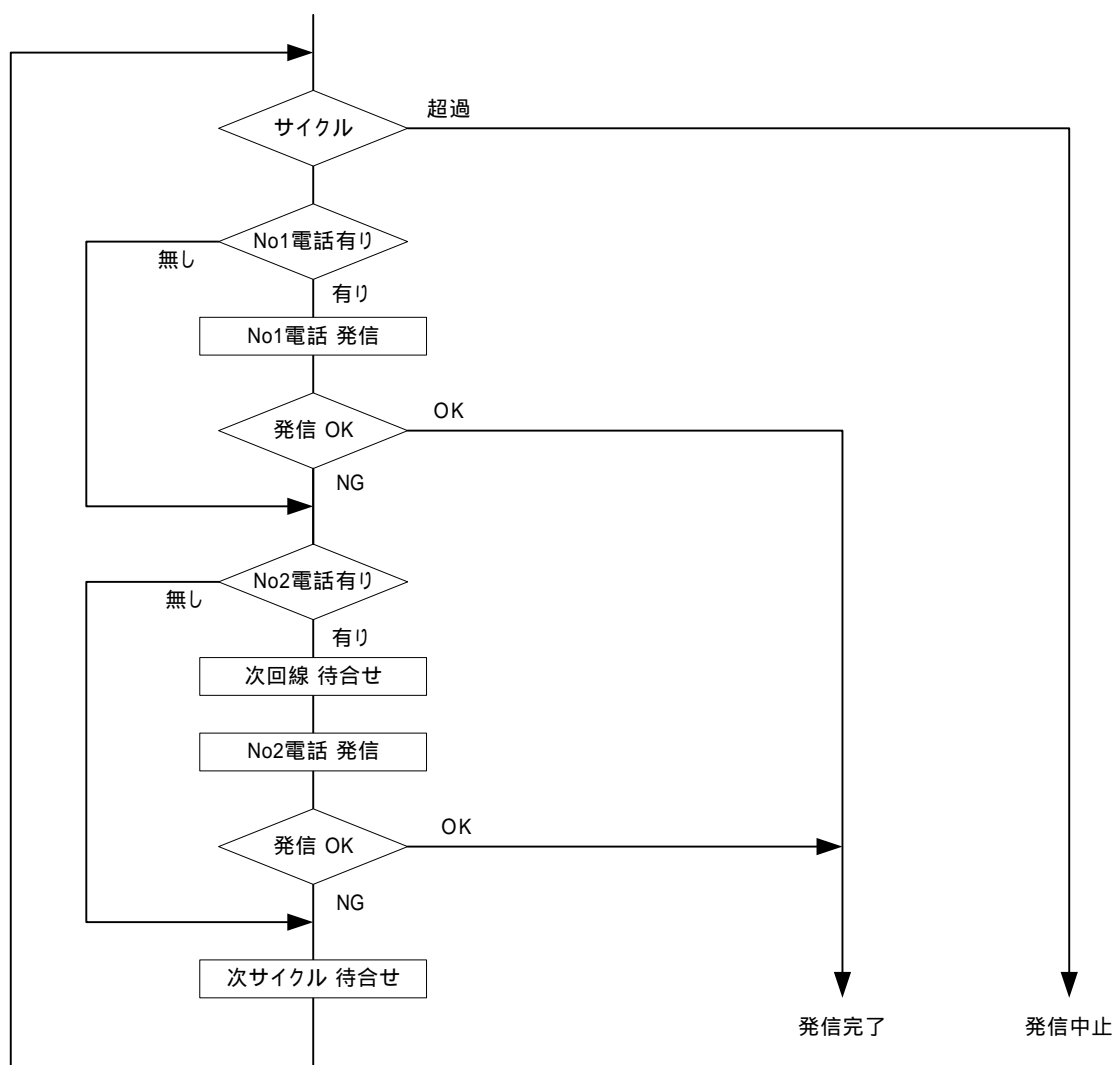 超過
サイクル
No1電話有り
無し
有り
No1電話 発信
OK
発信 OK
NG
No2電話有り
無し
有り
次回線 待合せ
No2電話 発信
OK
発信 OK
NG
次サイクル 待合せ
発信完了
発信中止